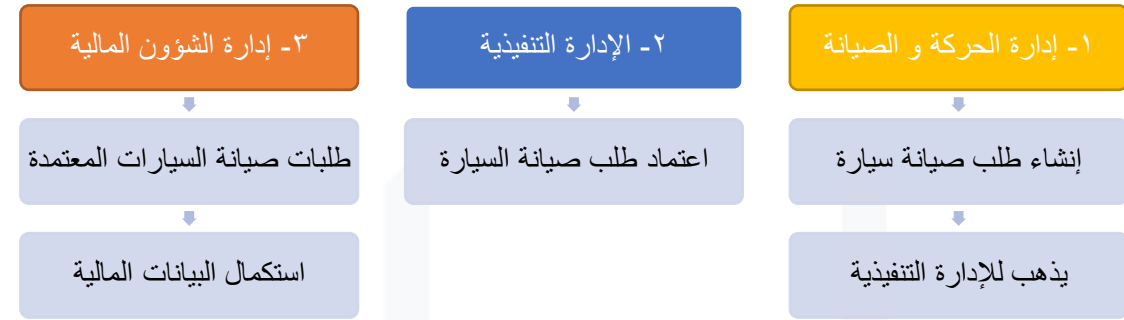 ١- إدارة الحركة و الصيانة
إنشاء طلب صيانة سيارة
يذهب للإدارة التنفيذية
٢- الإدارة التنفيذية
اعتماد طلب صيانة السيارة
٣- إدارة الشؤون المالية
طلبات صيانة السيارات المعتمدة
استكمال البيانات المالية